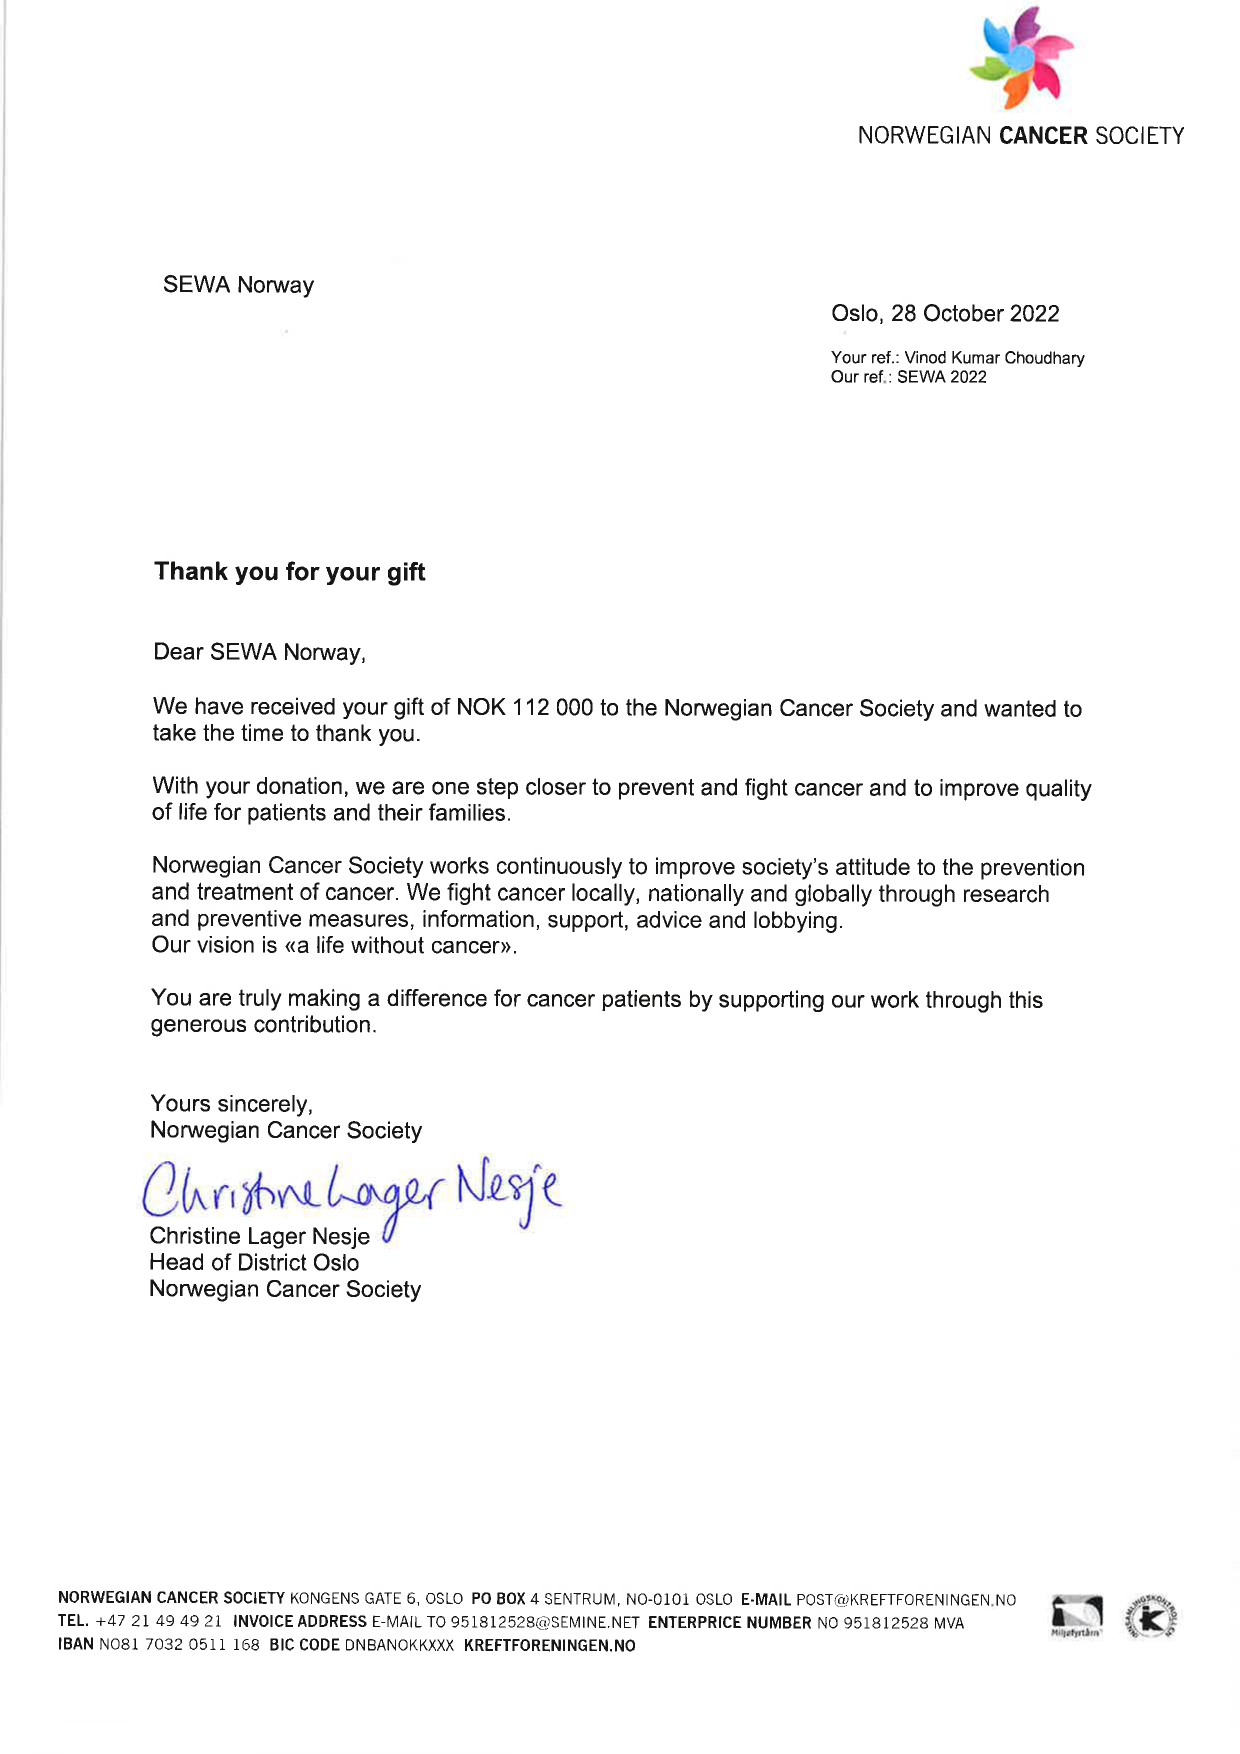 NORWEGIAN CANCER SOCIETY
SEWA Norway
Oslo, 28 October 2022
Your ref.: Vinod Kumar Choudhary
Our ref.: SEWA 2022
Thank you for your gift
Dear SEWA Norway,
We have received your gift of NOK 112 000 to the Norwegian Cancer Society and wanted to
take the time to thank you.
With your donation, we are one step closer to prevent and fight cancer and to improve quality
of life for patients and their families.
Norwegian Cancer Society works continuously to improve society's attitude to the prevention
and treatment of cancer. We fight cancer locally, nationally and globally through research
and preventive measures, information, support, advice and lobbying.
Our vision is «a life without cancer».
You are truly making a difference for cancer patients by supporting our work through this
generous contribution.
Yours sincerely,
Norwegian Cancer Society
Christine Lager Nesje
Christine Lager Nesje
Head of District Oslo
Norwegian Cancer Society
NORWEGIAN CANCER SOCIETY KONGENS GATE 6, OSLO PO BOX 4 SENTRUM, NO-0101 OSLO E-MAIL POST@KREFTFORENINGEN.NO
TEL. +47 21 49 49 21 INVOICE ADDRESS E-MAIL TO 951812528@SEMINE.NET ENTERPRICE NUMBER NO 951812528 MVA
IBAN NO81 7032 0511 168 BIC CODE DNBANOKKXXX KREFTFORENINGEN.NO
Miljøfyrtårn